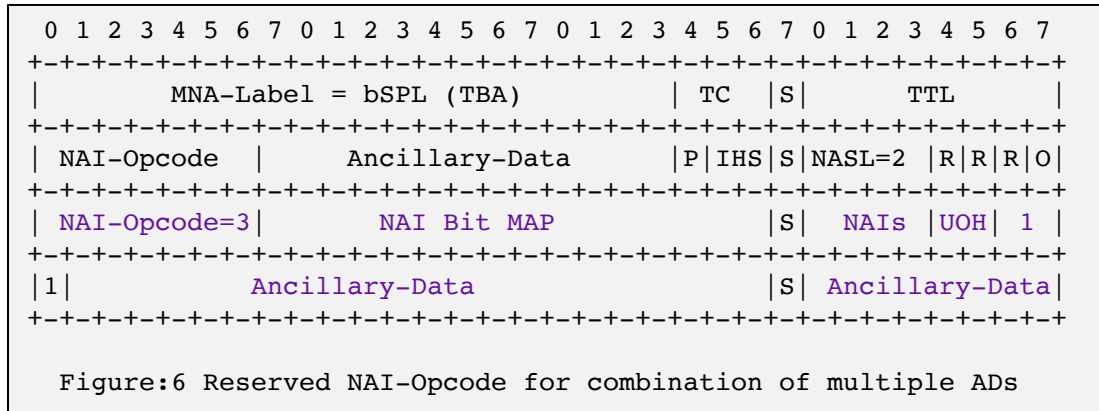 0 1 2 3 4 5 6 7 0 1 2 3 4 5 6 7 0 1 2 3 4 5 6 7 0 1 2 3 4 5 6 7
+-+-+-+-+-+-+-+-+-+-+-+-+-+-+-+-+-+-+-+-+-+-+-+-+-+-+-+-+-+-+-+-+
|         MNA-Label = bSPL (TBA)        | TC  |S|      TTL      |
+-+-+-+-+-+-+-+-+-+-+-+-+-+-+-+-+-+-+-+-+-+-+-+-+-+-+-+-+-+-+-+-+
| NAI-Opcode  |     Ancillary-Data      |P|IHS|S|NASL=2 |R|R|R|O|
+-+-+-+-+-+-+-+-+-+-+-+-+-+-+-+-+-+-+-+-+-+-+-+-+-+-+-+-+-+-+-+-+
| NAI-Opcode=3|       NAI Bit MAP             |S|  NAIs |UOH| 1 |
+-+-+-+-+-+-+-+-+-+-+-+-+-+-+-+-+-+-+-+-+-+-+-+-+-+-+-+-+-+-+-+-+
|1|           Ancillary-Data                  |S| Ancillary-Data|
+-+-+-+-+-+-+-+-+-+-+-+-+-+-+-+-+-+-+-+-+-+-+-+-+-+-+-+-+-+-+-+-+
Figure:6 Reserved NAI-Opcode for combination of multiple ADs